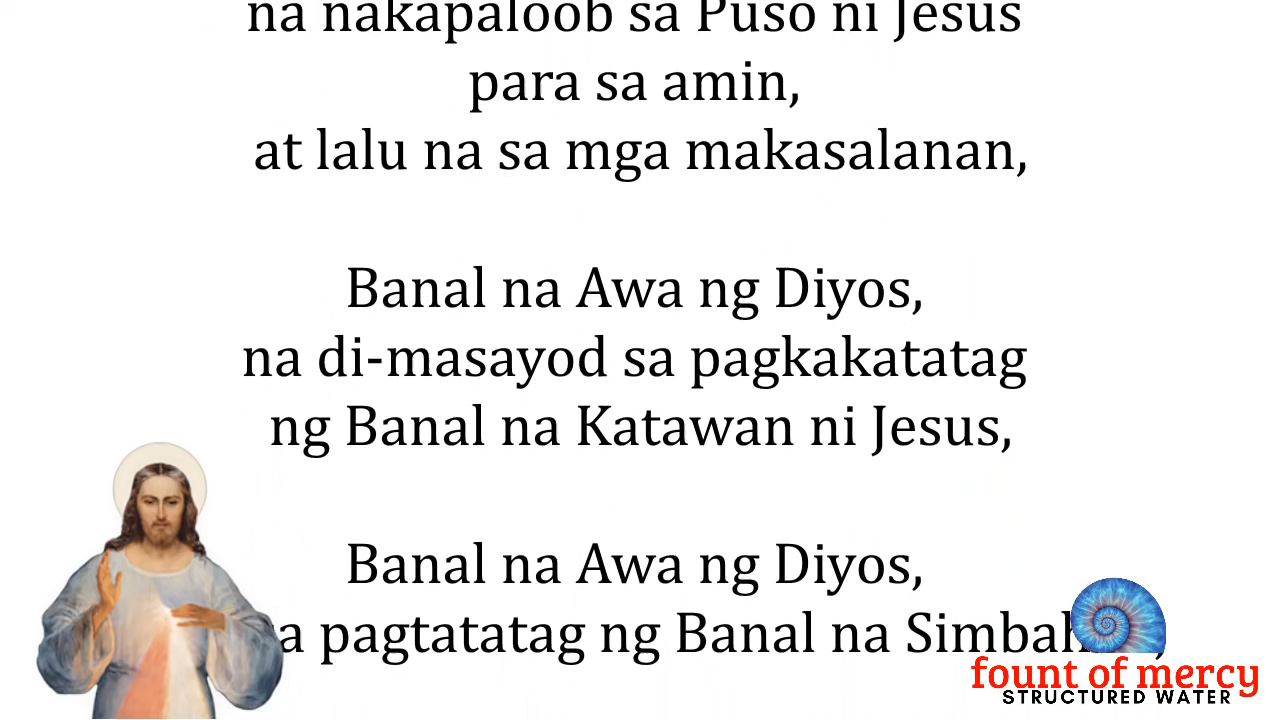 na nakapaloob sa Puso ni Jesus
para sa amin,
at lalu na sa mga makasalanan,
Banal na Awa ng Diyos,
na di-masayod sa pagkakatatag
ng Banal na Katawan ni Jesus,
Banal na Awa ng Diyos,
pagtatatag ng Banal na
fount of mercy
STRUCTURED WATER